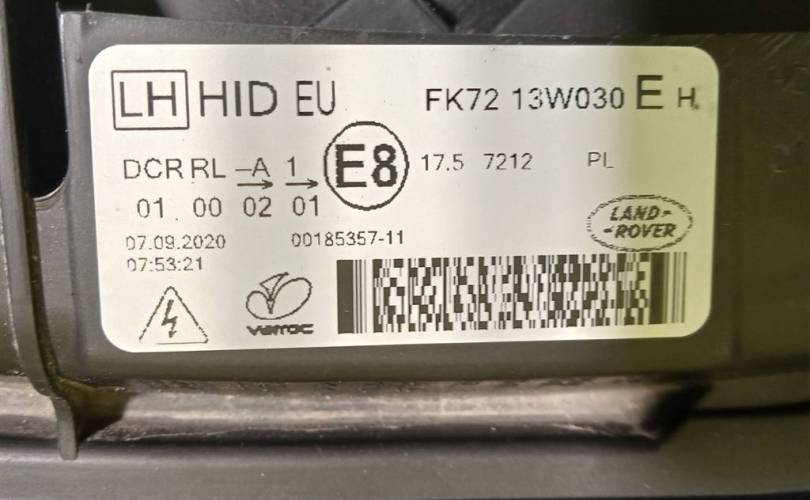 LH HID EU FK72 13W030 E H
DCR RL -A 1 E8 17.5 7212 PL
01 00 02 01
LAND-
-ROVER
07.09.2020 00185357-11
07:53:21
varroc